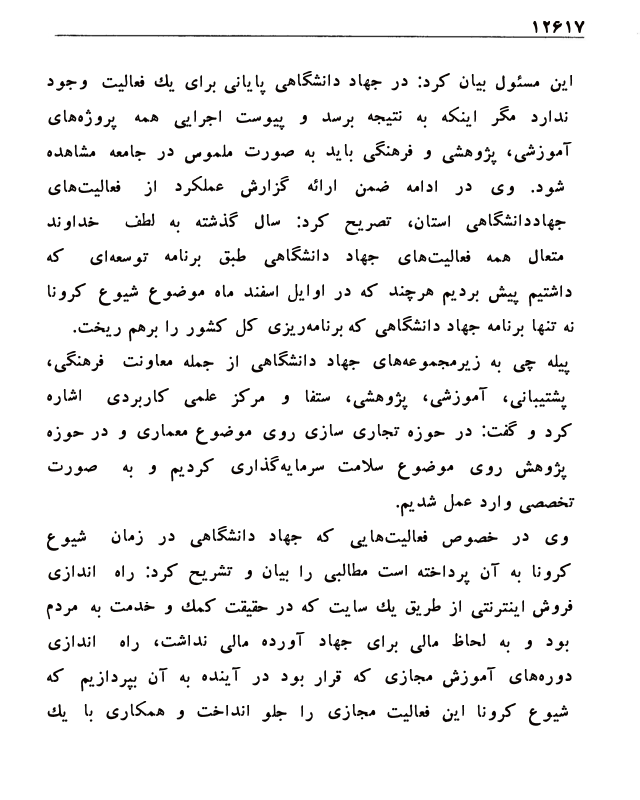 ۱۲۶۱۷
این مسئول بیان کرد: در جهاد دانشگاهی پایانی برای یك فعالیت وجود
ندارد مگر اینکه به نتیجه برسد و پیوست اجرایی همه پروژه‌های
آموزشی، پژوهشی و فرهنگی باید به صورت ملموس در جامعه مشاهده
شود. وی در ادامه ضمن ارائه گزارش عملکرد از فعالیت‌های
جهاددانشگاهی استان، تصریح کرد: سال گذشته به لطف خداوند
متعال همه فعالیت‌های جهاد دانشگاهی طبق برنامه توسعه‌ای که
داشتیم پیش بردیم هرچند که در اوایل اسفند ماه موضوع شیوع کرونا
نه تنها برنامه جهاد دانشگاهی که برنامه‌ریزی کل کشور را برهم ریخت.
پیله چی به زیرمجموعه‌های جهاد دانشگاهی از جمله معاونت فرهنگی،
پشتیبانی، آموزشی، پژوهشی، ستفا و مرکز علمی کاربردی اشاره
کرد و گفت: در حوزه تجاری سازی روی موضوع معماری و در حوزه
پژوهش روی موضوع سلامت سرمایه‌گذاری کردیم و به صورت
تخصصی وارد عمل شدیم.
وی در خصوص فعالیت‌هایی که جهاد دانشگاهی در زمان شیوع
کرونا به آن پرداخته است مطالبی را بیان و تشریح کرد: راه اندازی
فروش اینترنتی از طریق یك سایت که در حقیقت کمك و خدمت به مردم
بود و به لحاظ مالی برای جهاد آورده مالی نداشت، راه اندازی
دوره‌های آموزش مجازی که قرار بود در آینده به آن بپردازیم که
شیوع کرونا این فعالیت مجازی را جلو انداخت و همکاری با یك